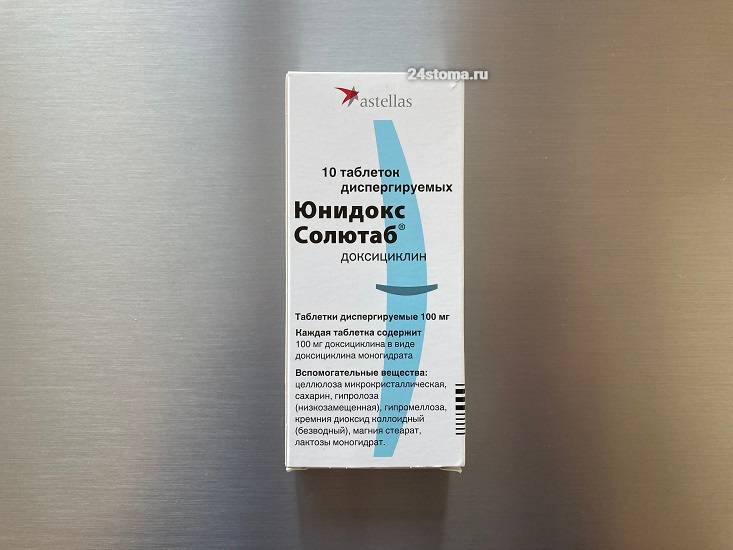 24stoma.ru
astellas
10 таблеток
диспергируемых
Юнидокс
Солютаб®
доксициклин
Таблетки диспергируемые 100 мг
Каждая таблетка содержит
100 мг доксициклина в виде
доксициклина моногидрата
Вспомогательные вещества:
целлюлоза микрокристаллическая,
сахарин, гипролоза
(низкозамещенная), гипромеллоза,
кремния диоксид коллоидный
(безводный), магния стеарат,
лактозы моногидрат.